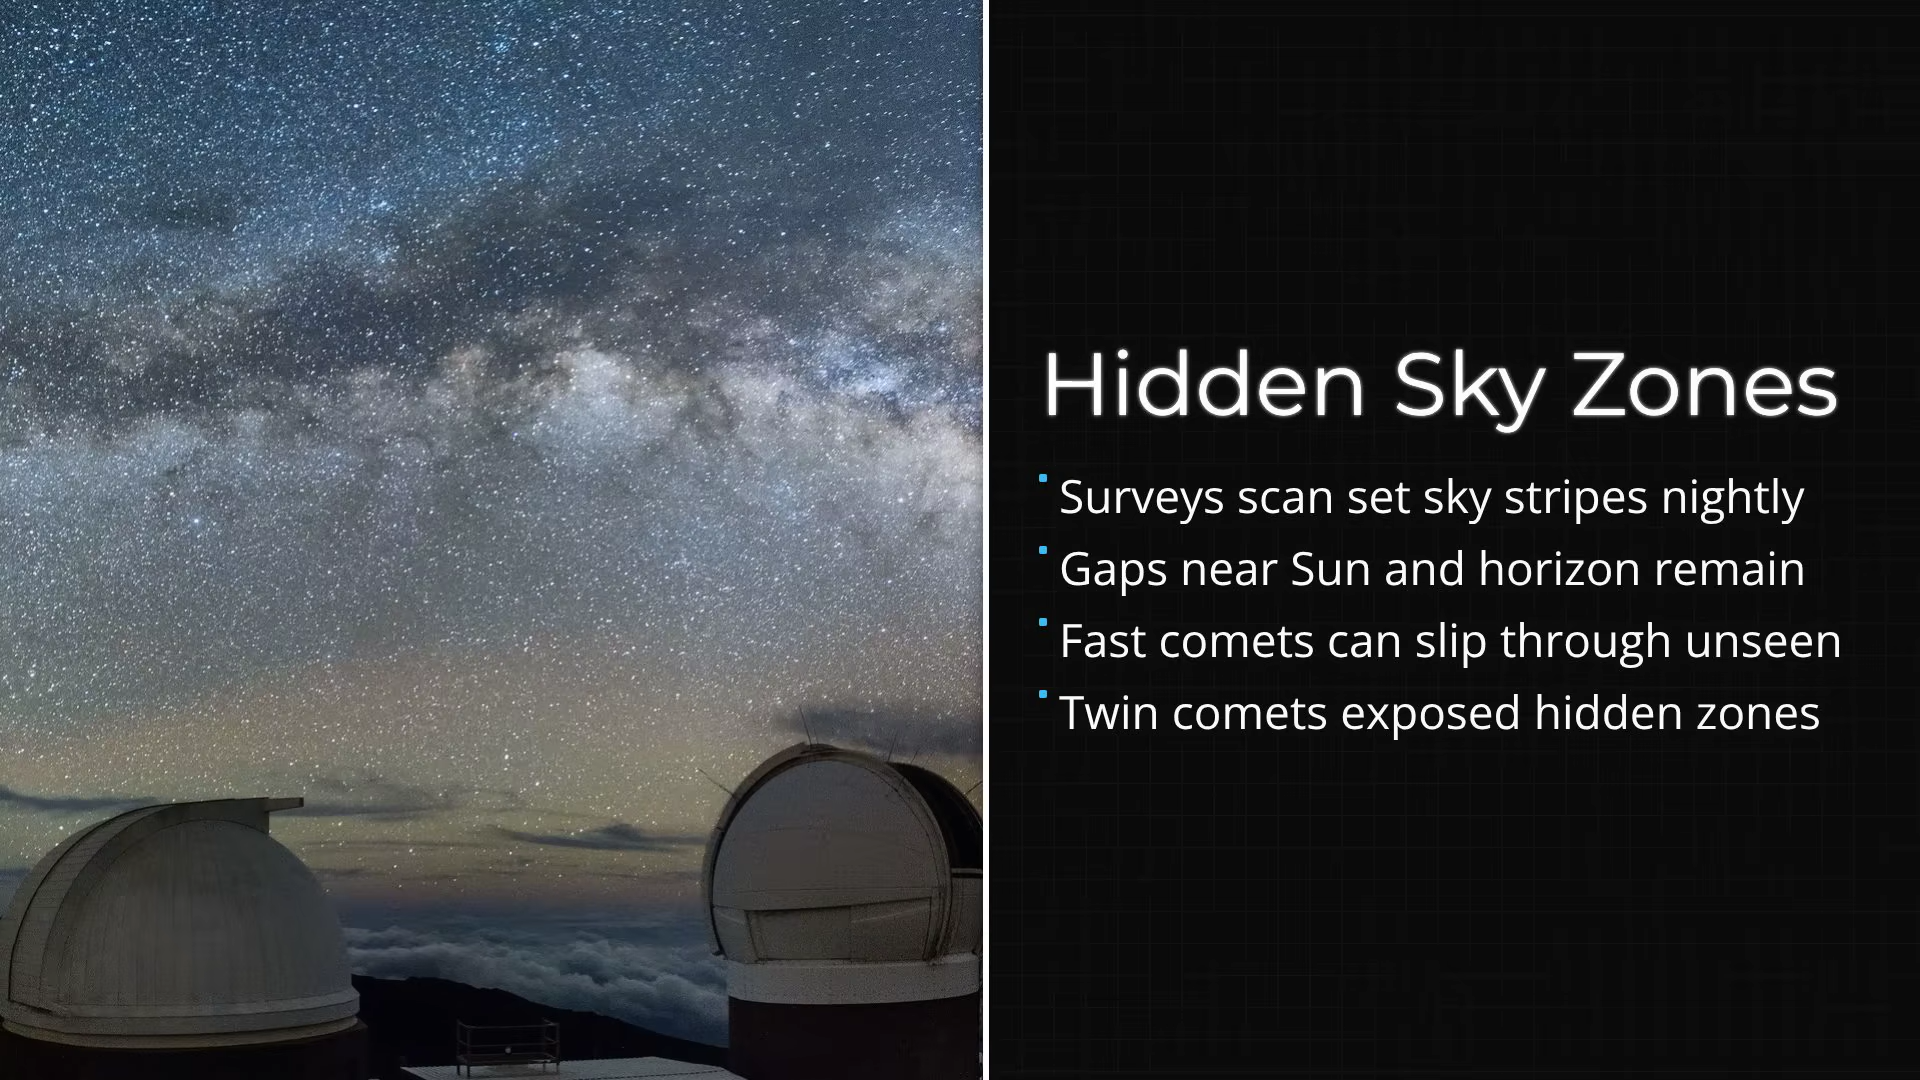 Hidden Sky Zones
Surveys scan set sky stripes nightly
Gaps near Sun and horizon remain
Fast comets can slip through unseen
Twin comets exposed hidden zones